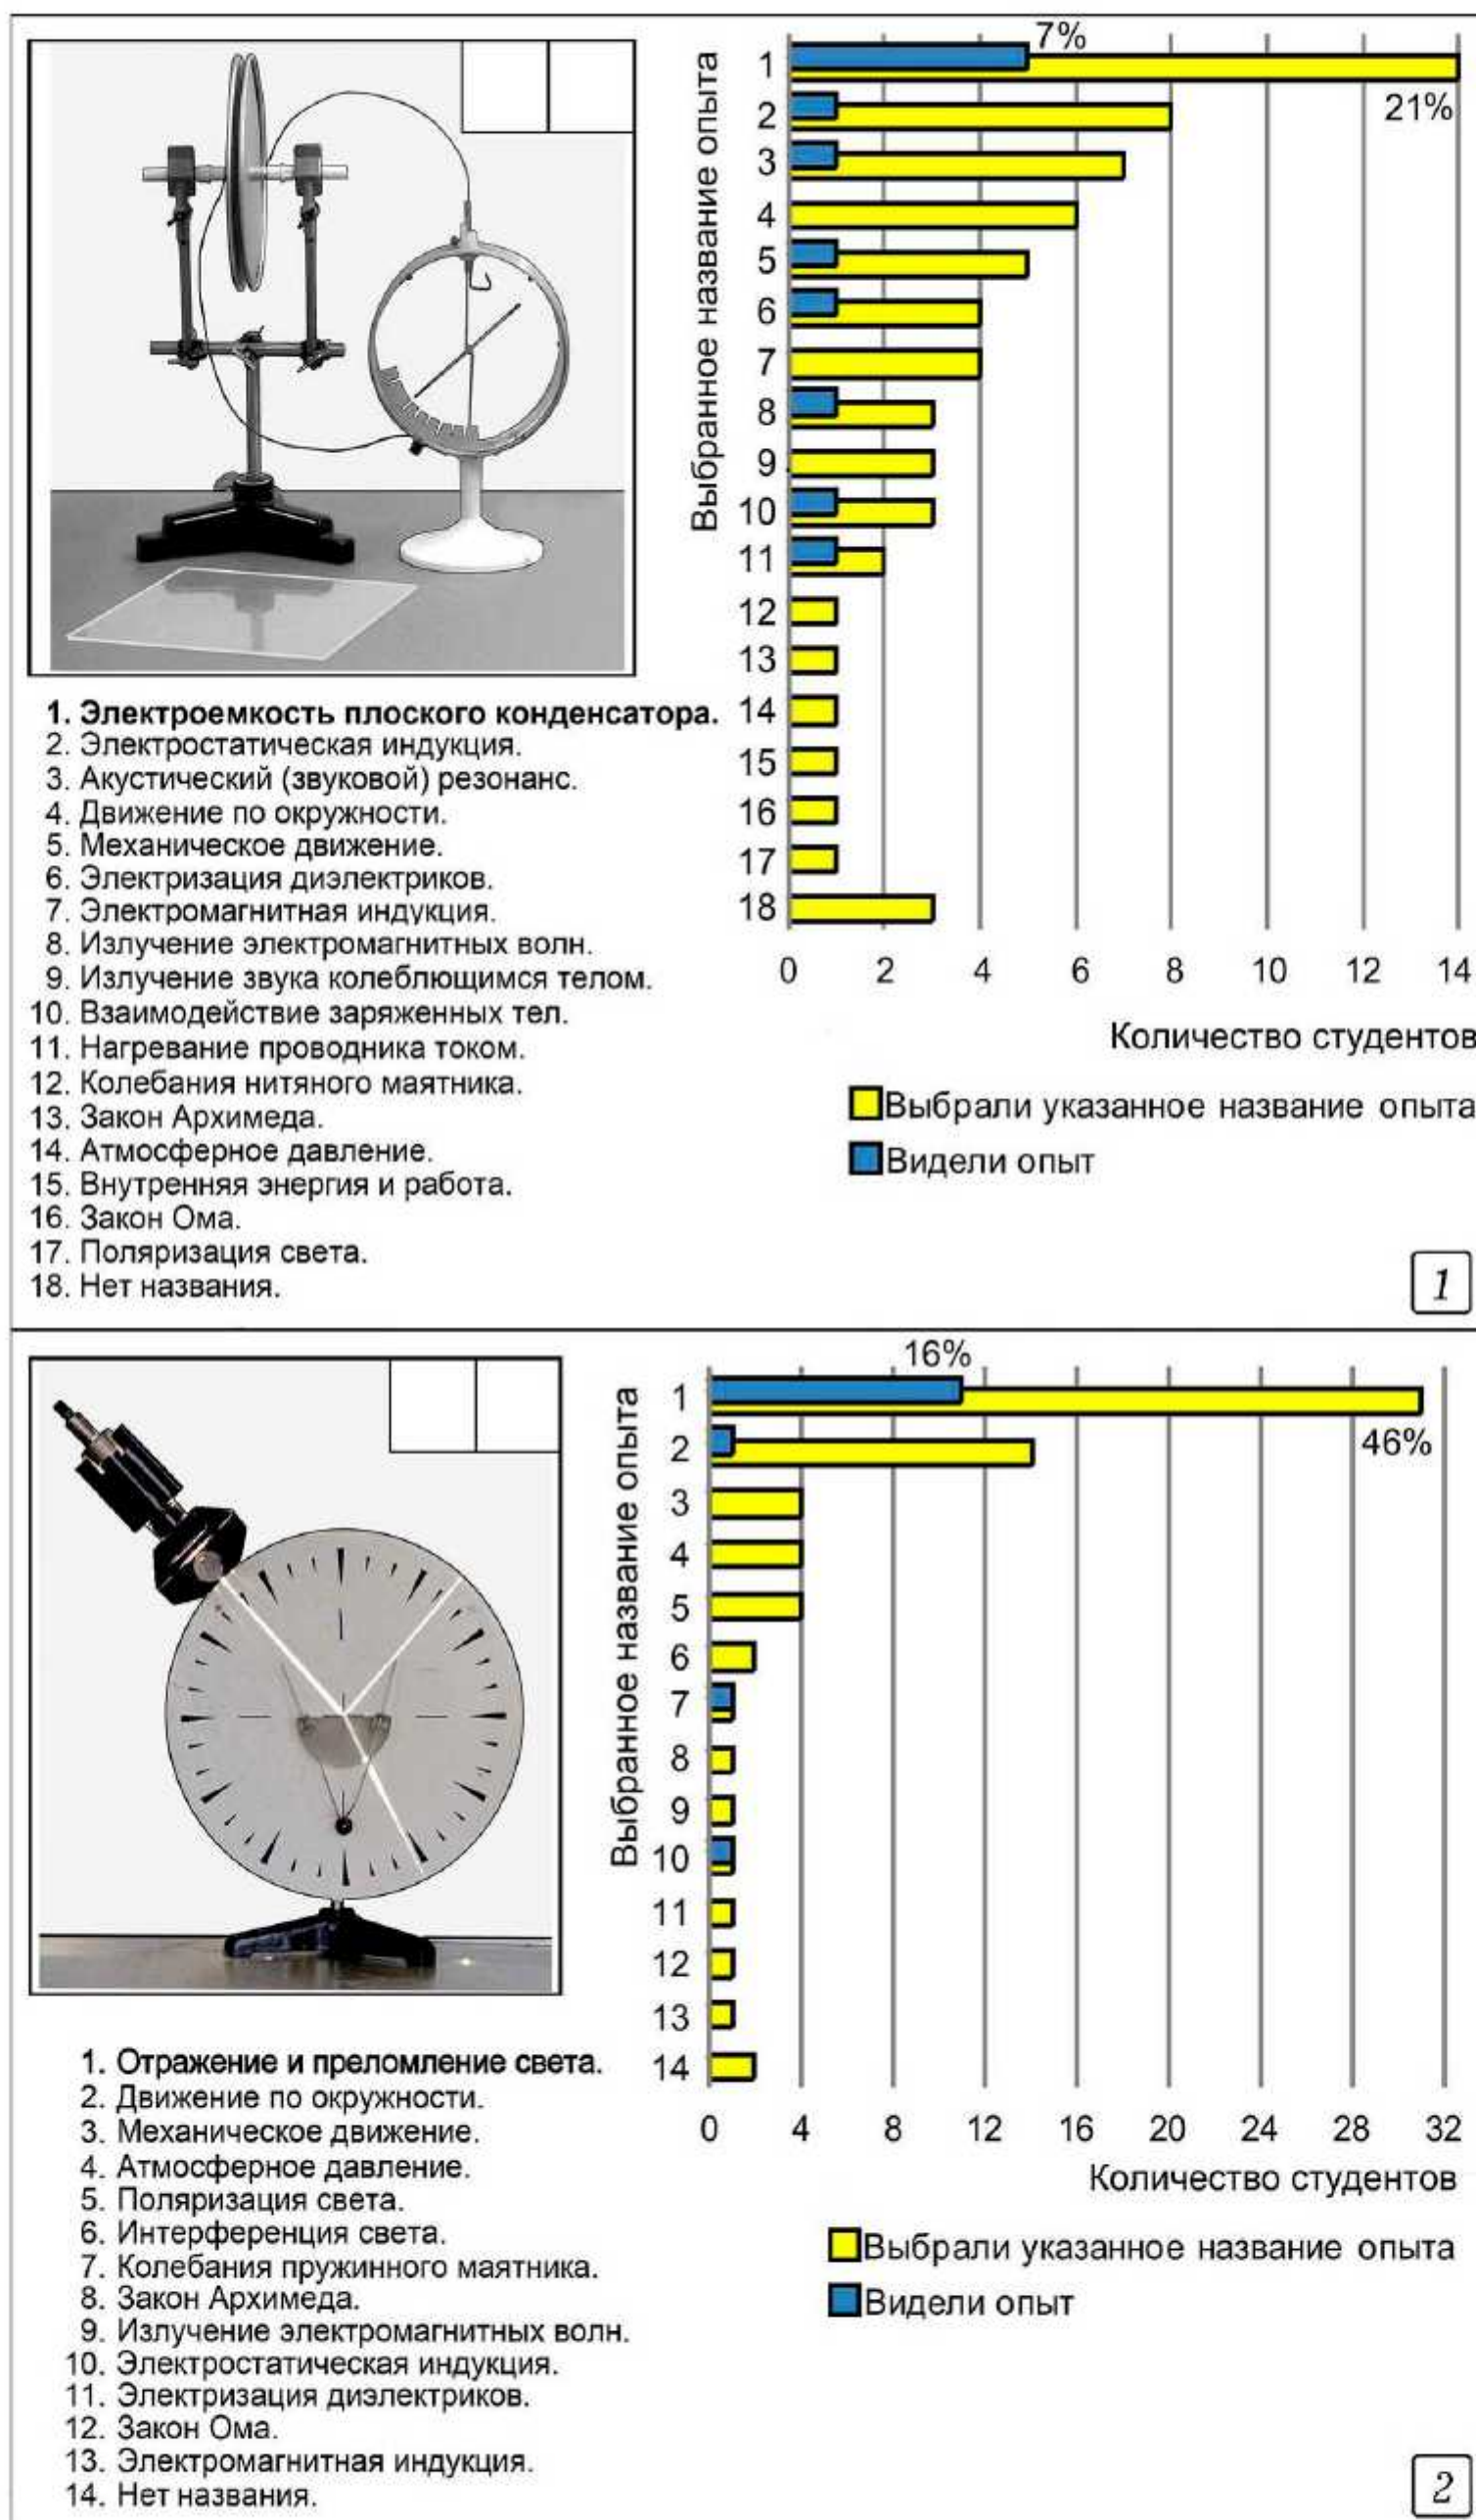 7%
21%
Выбранное название опыта
1
2
3
4
5
6
7
8
9
10
11
12
13
14
15
16
17
18
0 2 4 6 8 10 12 14
Количество студентов
Выбрали указанное название опыта
Видели опыт
1. Электроемкость плоского конденсатора.
2. Электростатическая индукция.
3. Акустический (звуковой) резонанс.
4. Движение по окружности.
5. Механическое движение.
6. Электризация диэлектриков.
7. Электромагнитная индукция.
8. Излучение электромагнитных волн.
9. Излучение звука колеблющимся телом.
10. Взаимодействие заряженных тел.
11. Нагревание проводника током.
12. Колебания нитяного маятника.
13. Закон Архимеда.
14. Атмосферное давление.
15. Внутренняя энергия и работа.
16. Закон Ома.
17. Поляризация света.
18. Нет названия.
1
16%
46%
Выбранное название опыта
1
2
3
4
5
6
7
8
9
10
11
12
13
14
0 4 8 12 16 20 24 28 32
Количество студентов
Выбрали указанное название опыта
Видели опыт
1. Отражение и преломление света.
2. Движение по окружности.
3. Механическое движение.
4. Атмосферное давление.
5. Поляризация света.
6. Интерференция света.
7. Колебания пружинного маятника.
8. Закон Архимеда.
9. Излучение электромагнитных волн.
10. Электростатическая индукция.
11. Электризация диэлектриков.
12. Закон Ома.
13. Электромагнитная индукция.
14. Нет названия.
2